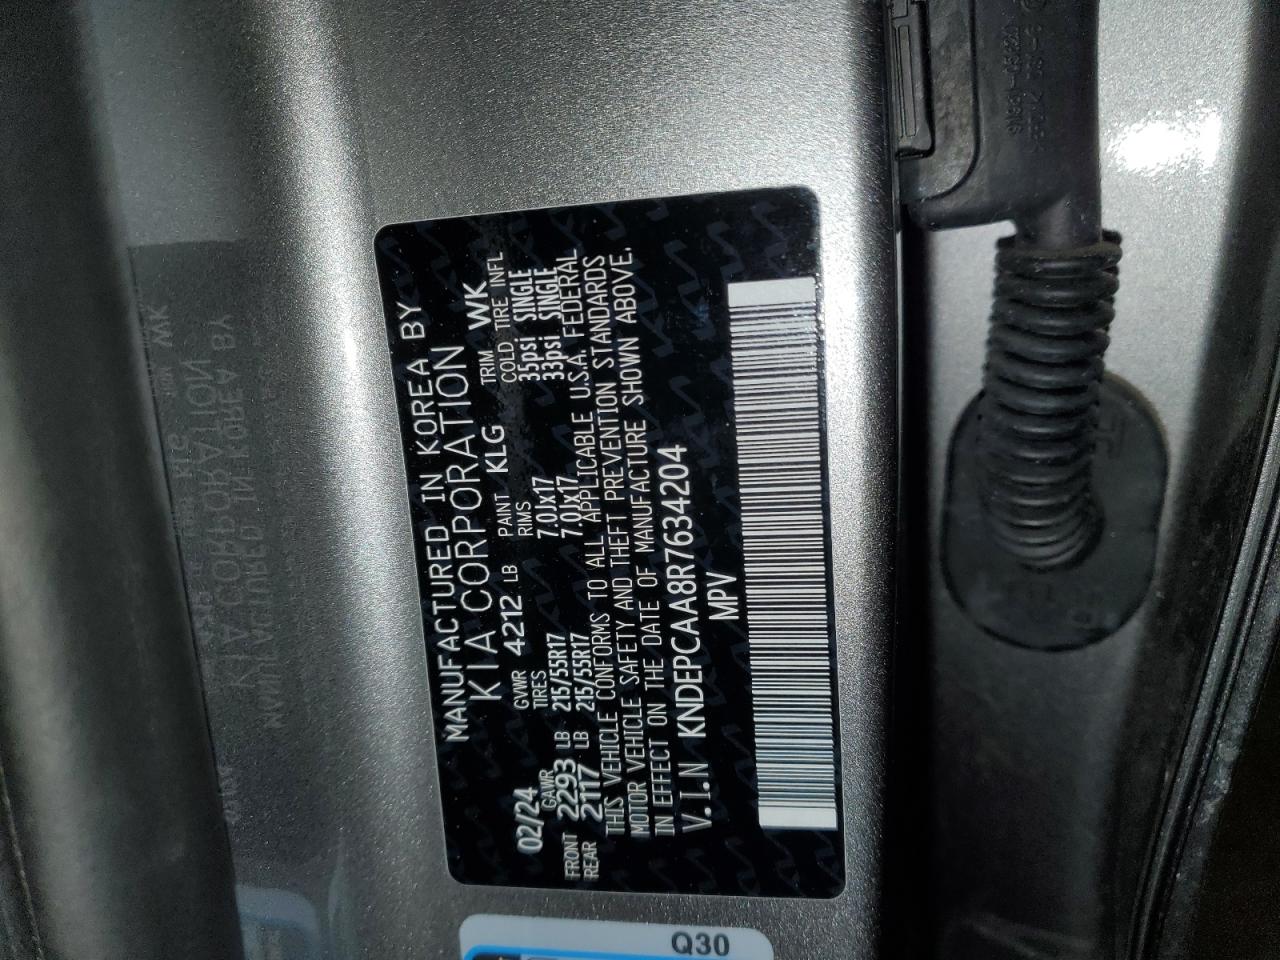 MANUFACTURED IN KOREA BY
KIA CORPORATION
02/24 GVWR 4212 LB PAINT KLG TRIM WK
GAWR TIRES RIMS COLD TIRE INFL
FRONT 2293 LB 215/55R17 7.0JX17 35psi SINGLE
REAR 2117 LB 215/55R17 7.0JX17 33psi SINGLE
THIS VEHICLE CONFORMS TO ALL APPLICABLE U.S.A. FEDERAL
MOTOR VEHICLE SAFETY AND THEFT PREVENTION STANDARDS
IN EFFECT ON THE DATE OF MANUFACTURE SHOWN ABOVE.
V.I.N KNDEPCAA8R7634204
MPV
Q30